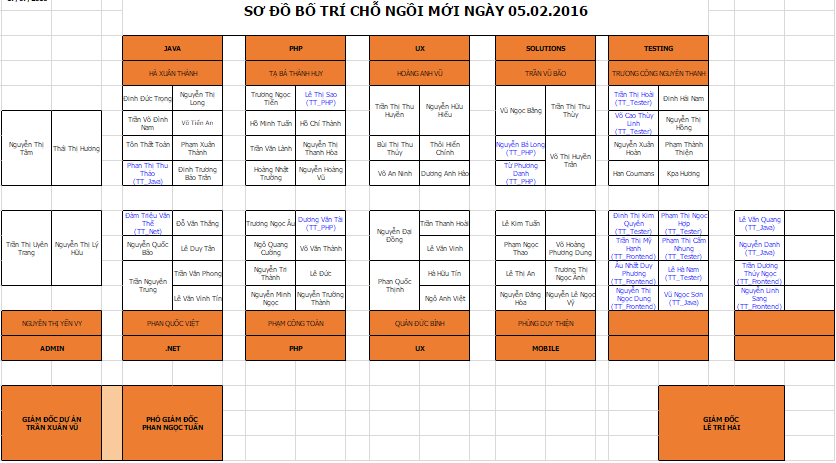 SƠ ĐỒ BỐ TRÍ CHỖ NGỒI MỚI NGÀY 05.02.2016
JAVA
PHP
UX
SOLUTIONS
TESTING
HÀ XUÂN THÀNH
TẠ BÁ THÀNH HUY
HOÀNG ANH VŨ
TRẦN VŨ BẢO
TRƯƠNG CÔNG NGUYÊN THANH
Đinh Đức Trọng
Nguyễn Thị
Long
Trương Ngọc
Tiến
Lê Thị Sao
(TT_PHP)
Trần Thị Thu
Huyền
Nguyễn Hữu
Hiếu
Vũ Ngọc Bằng
Trần Thị Thu
Thủy
Trần Thị Hoài
(TT_Tester)
Đinh Hải Nam
Nguyễn Thị
Tâm
Thái Thị Hương
Trần Võ Đình
Nam
Võ Tiến An
Hồ Minh Tuấn
Hồ Chí Thành
Võ Cao Thùy
Linh
(TT_Tester)
Nguyễn Thị
Hồng
Tôn Thất Toàn
Phạm Xuân
Thành
Trần Văn Lành
Nguyễn Thị
Thanh Hòa
Bùi Thị Thu
Thủy
Thôi Hiển
Chính
Nguyễn Bá Long
(TT_PHP)
Võ Thị Huyền
Trân
Nguyễn Xuân
Hoàn
Phạm Thành
Thiên
Phan Thị Thu
Thảo
(TT_Java)
Đinh Trương
Bảo Trân
Hoàng Nhật
Trường
Nguyễn Hoàng
Vũ
Võ An Ninh
Dương Anh Hào
Từ Phương
Danh
(TT_PHP)
Han Coumans
Kpa Hương
Trần Thị Uyên
Trang
Nguyễn Thị Lý
Hữu
Đàm Triệu Văn
Thể
(TT_Net)
Đỗ Văn Thắng
Trương Ngọc Âu
Dương Văn Tài
(TT_PHP)
Nguyễn Đại
Đồng
Trần Thanh Hoài
Lê Kim Tuấn
Đinh Thị Kim
Quyên
(TT_Tester)
Phạm Thị Ngọc
Hợp
(TT_Tester)
Lê Văn Quang
(TT_Java)
Nguyễn Quốc
Bảo
Lê Duy Tân
Ngô Quang
Cường
Võ Văn Thành
Lê Văn Vinh
Phạm Ngọc
Thạo
Võ Hoàng
Phương Dung
Trần Thị Mỹ
Hạnh
(TT_Frontend)
Phạm Thị Cẩm
Nhung
(TT_Tester)
Nguyễn Danh
(TT_Java)
Trần Nguyên
Trung
Trần Văn Phong
Nguyễn Trí
Thành
Lê Đức
Phan Quốc
Thịnh
Hà Hữu Tín
Lê Thị An
Trương Thị
Ngọc Anh
Âu Nhất Duy
Phương
(TT_Frontend)
Lê Hà Nam
(TT_Tester)
Trần Dương
Thúy Ngọc
(TT_Frontend)
Lê Văn Vĩnh Tín
Nguyễn Minh
Ngọc
Nguyễn Trường
Thành
Ngô Anh Việt
Nguyễn Đăng
Hòa
Nguyễn Lê Ngọc
Vỹ
Nguyễn Thị
Ngọc Dung
(TT_Frontend)
Vũ Ngọc Sơn
(TT_Java)
Nguyễn Linh
Sang
(TT_Frontend)
NGUYỄN THỊ YẾN VY
PHAN QUỐC VIỆT
PHẠM CÔNG TOÀN
QUẢN ĐỨC BÌNH
PHÙNG DUY THIỆN
ADMIN
.NET
PHP
UX
MOBILE
GIÁM ĐỐC DỰ ÁN
TRẦN XUÂN VŨ
PHÓ GIÁM ĐỐC
PHAN NGỌC TUẤN
GIÁM ĐỐC
LÊ TRÍ HẢI